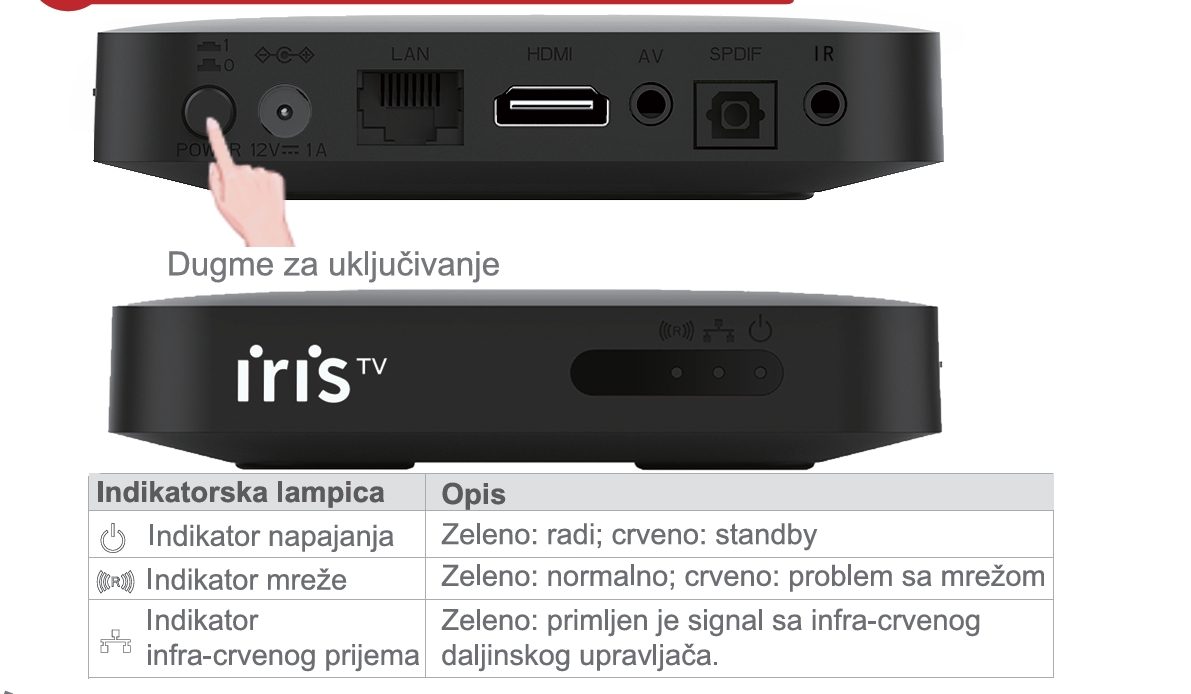 1
0
LAN
HDMI
AV
SPDIF
IR
POWER 12V 1A
Dugme za uključivanje
iris TV
(((R)))
Indikatorska lampica Opis
Indikator napajanja Zeleno: radi; crveno: standby
(((R))) Indikator mreže Zeleno: normalno; crveno: problem sa mrežom
Indikator Zeleno: primljen je signal sa infra-crvenog
infra-crvenog prijema daljinskog upravljača.